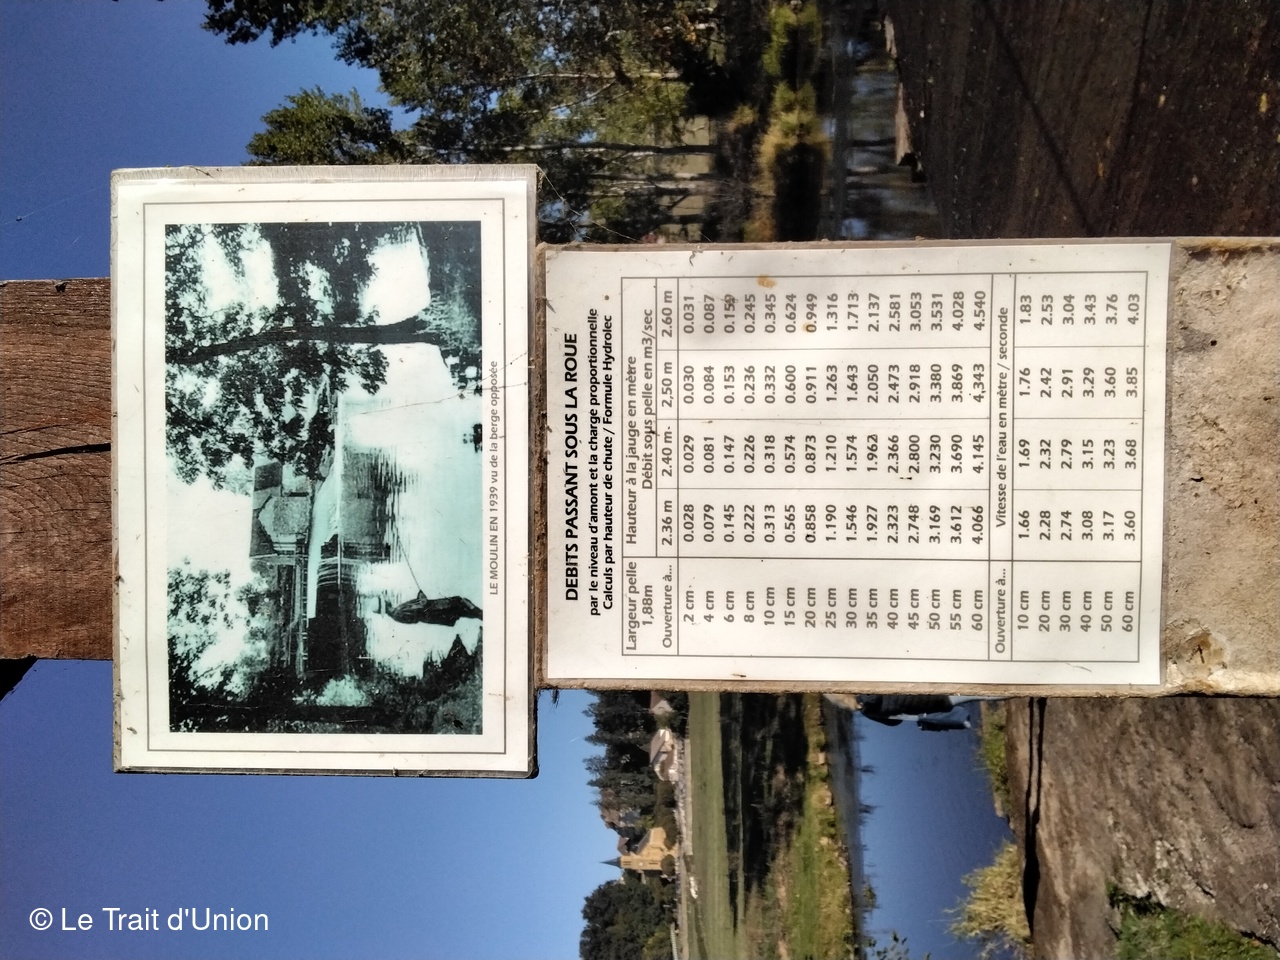 LE MOULIN EN 1939 vu de la berge opposée
DEBITS PASSANT SOUS LA ROUE
par le niveau d'amont et la charge proportionnelle
Calculs par hauteur de chute / Formule Hydrolec
Largeur pelle Hauteur à la jauge en mètre
1,88m Débit sous pelle en m3/sec
Ouverture à... 2.36 m 2.40 m 2,50 m 2.60 m
2 cm 0.028 0.029 0.030 0.031
4 cm 0.079 0.081 0.084 0.087
6 cm 0.145 0.147 0.153 0.159
8 cm 0.222 0.226 0.236 0.245
10 cm 0.313 0.318 0.332 0.345
15 cm 0.565 0.574 0.600 0.624
20 cm 0.858 0.873 0.911 0.949
25 cm 1.190 1.210 1.263 1.316
30 cm 1.546 1.574 1.643 1.713
35 cm 1.927 1.962 2.050 2.137
40 cm 2.323 2.366 2.473 2.581
45 cm 2.748 2.800 2.918 3.053
50 cm 3.169 3.230 3.380 3.531
55 cm 3.612 3.690 3.869 4.028
60 cm 4.066 4.145 4,343 4.540
Ouverture à... Vitesse de l'eau en mètre / seconde
10 cm 1.66 1.69 1.76 1.83
20 cm 2.28 2.32 2.42 2.53
30 cm 2.74 2.79 2.91 3.04
40 cm 3.08 3.15 3.29 3.43
50 cm 3.17 3.23 3.60 3.76
60 cm 3.60 3.68 3.85 4.03
© Le Trait d'Union